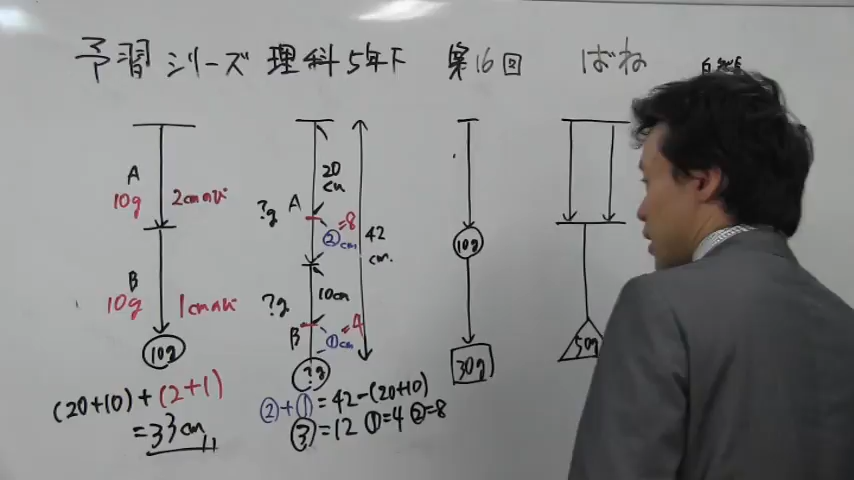 予習シリーズ 理科5年下 第16回 ばね
A
10g
2cmのび
B
10g
1cmのび
10g
(20+10)+(2+1)
=33cm
20
cm
?g A
=8
②cm
42
cm.
10cm
?g
B
=4
①cm
?g
②+①=42-(20+10)
③=12 ①=4 ②=8
10g
30g
50g